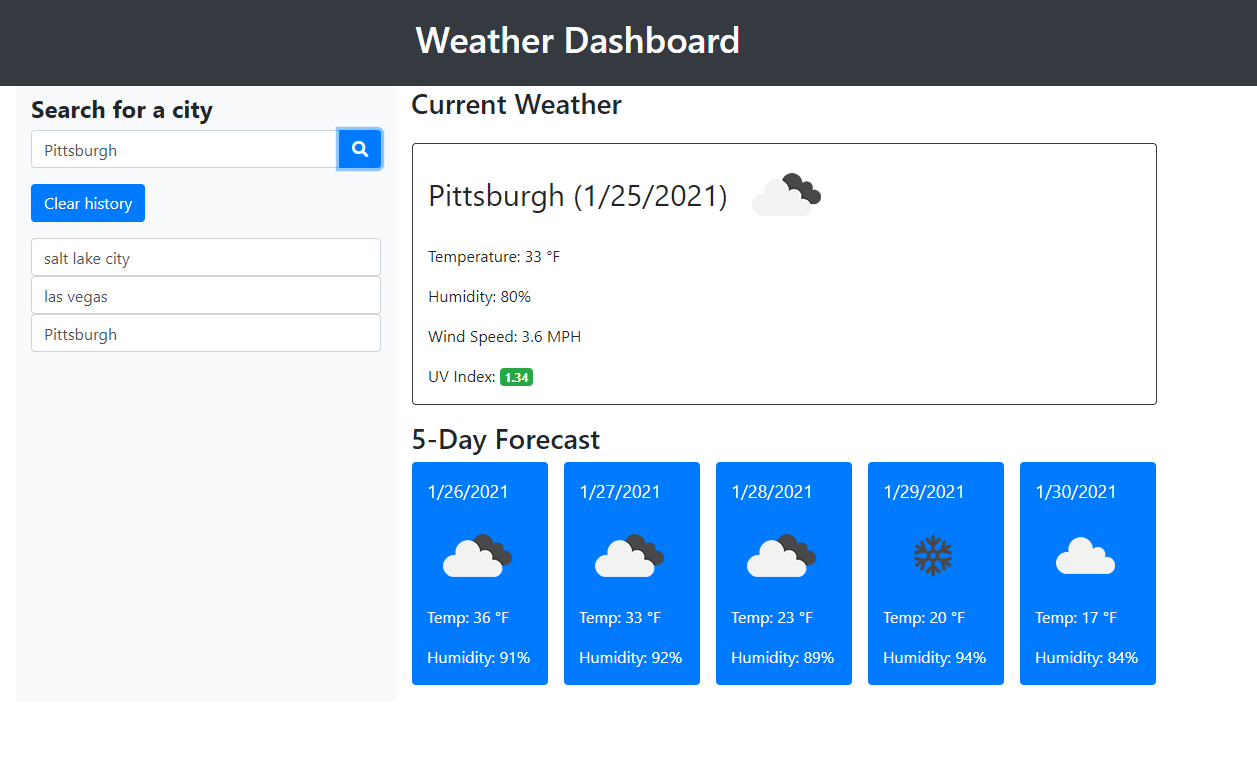 Weather Dashboard
Search for a city
Pittsburgh
Clear history
salt lake city
las vegas
Pittsburgh
Current Weather
Pittsburgh (1/25/2021)
Temperature: 33 °F
Humidity: 80%
Wind Speed: 3.6 MPH
UV Index: 1.34
5-Day Forecast
1/26/2021
Temp: 36 °F
Humidity: 91%
1/27/2021
Temp: 33 °F
Humidity: 92%
1/28/2021
Temp: 23 °F
Humidity: 89%
1/29/2021
Temp: 20 °F
Humidity: 94%
1/30/2021
Temp: 17 °F
Humidity: 84%